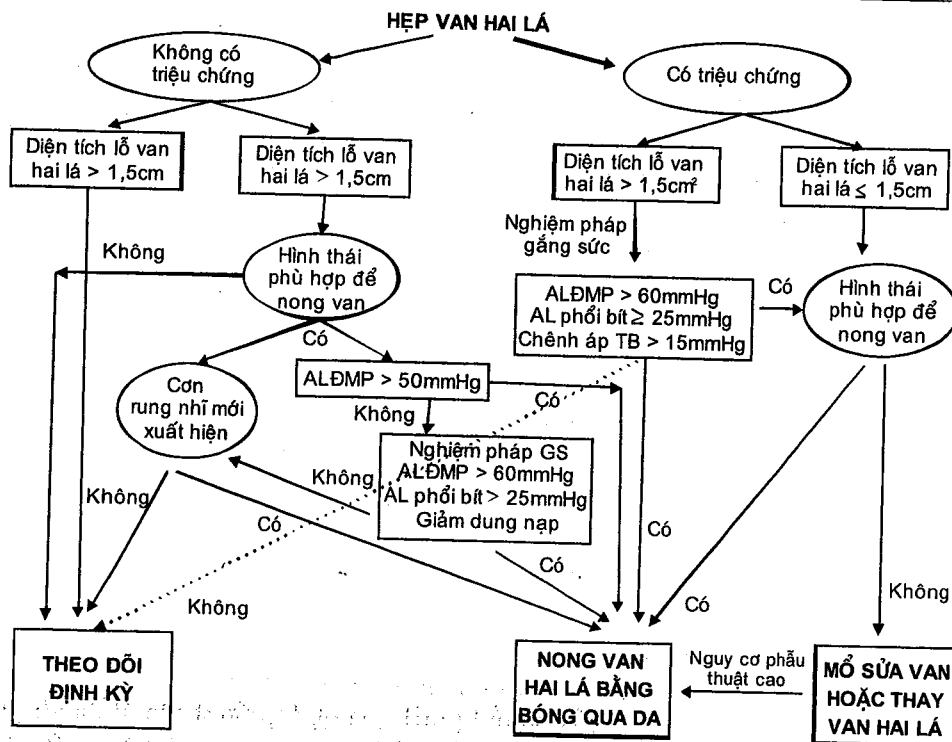 HẸP VAN HAI LÁ
Không có
triệu chứng
Có triệu chứng
Diện tích lỗ van
hai lá > 1,5cm
Diện tích lỗ van
hai lá > 1,5cm
Diện tích lỗ van
hai lá > 1,5cm²
Diện tích lỗ van
hai lá ≤ 1,5cm
Nghiệm pháp
gắng sức
Không
Hình thái
phù hợp để
nong van
ALĐMP > 60mmHg
AL phổi bít ≥ 25mmHg
Chênh áp TB > 15mmHg
Có
Hình thái
phù hợp để
nong van
Có
Cơn
rung nhĩ mới
xuất hiện
ALĐMP > 50mmHg
Có
Không
Nghiệm pháp GS
ALĐMP > 60mmHg
AL phổi bít > 25mmHg
Giảm dung nạp
Không
Không
Có
Có
Có
Không
Có
Không
THEO DÕI
ĐỊNH KỲ
NONG VAN
HAI LÁ BẰNG
BÓNG QUA DA
Nguy cơ phẫu
thuật cao
MỔ SỬA VAN
HOẶC THAY
VAN HAI LÁ